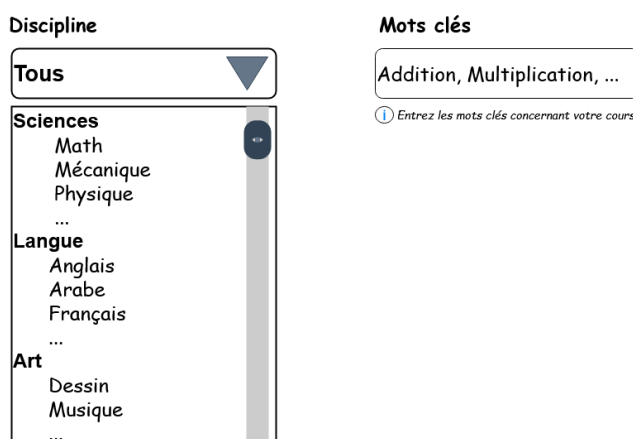 Discipline
Tous
Sciences
Math
Mécanique
Physique
...
Langue
Anglais
Arabe
Français
...
Art
Dessin
Musique
...
Mots clés
Addition, Multiplication, ...
i Entrez les mots clés concernant votre cours